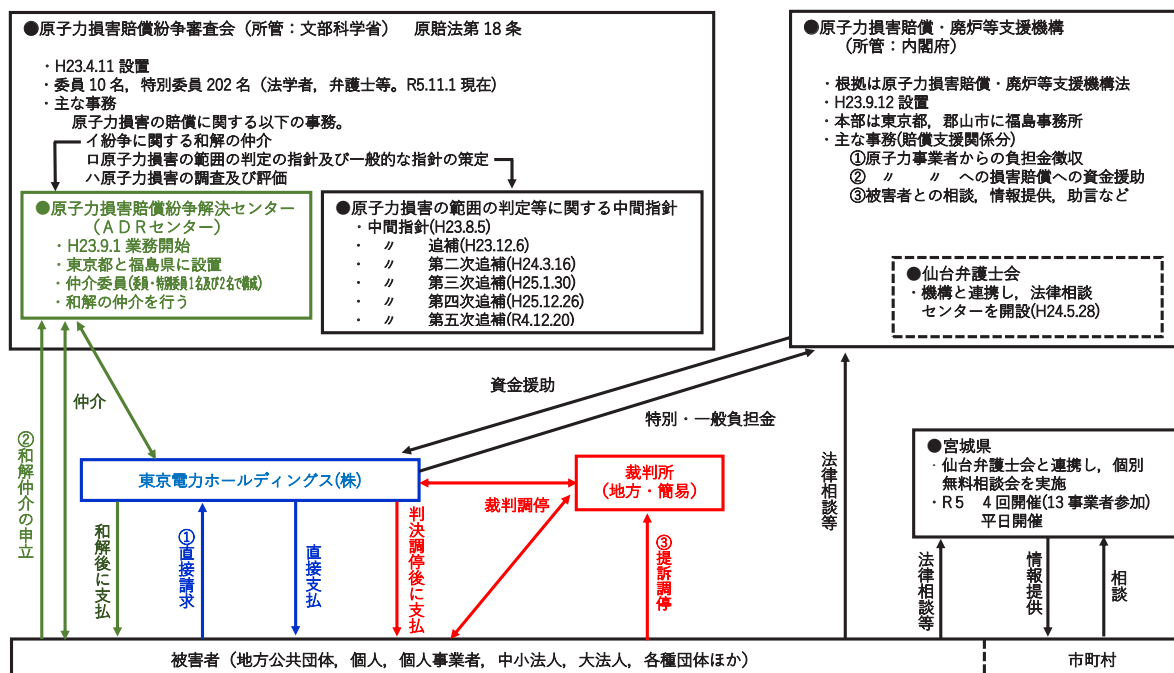 ●原子力損害賠償紛争審査会（所管：文部科学省）　原賠法第18条
・H23.4.11 設置
・委員10名，特別委員202名（法学者，弁護士等。R5.11.1 現在）
・主な事務
原子力損害の賠償に関する以下の事務。
イ紛争に関する和解の仲介
ロ原子力損害の範囲の判定の指針及び一般的な指針の策定
ハ原子力損害の調査及び評価
●原子力損害賠償紛争解決センター
（ＡＤＲセンター）
・H23.9.1 業務開始
・東京都と福島県に設置
・仲介委員(委員・特別委員1名及び2名で構成)
・和解の仲介を行う
●原子力損害の範囲の判定等に関する中間指針
・中間指針(H23.8.5)
・　〃　　追補(H23.12.6)
・　〃　　第二次追補(H24.3.16)
・　〃　　第三次追補(H25.1.30)
・　〃　　第四次追補(H25.12.26)
・　〃　　第五次追補(R4.12.20)
●原子力損害賠償・廃炉等支援機構
（所管：内閣府）
・根拠は原子力損害賠償・廃炉等支援機構法
・H23.9.12 設置
・本部は東京都，郡山市に福島事務所
・主な事務(賠償支援関係分)
①原子力事業者からの負担金徴収
②　〃　　〃　への損害賠償への資金援助
③被害者との相談，情報提供，助言など
●仙台弁護士会
・機構と連携し，法律相談
センターを開設(H24.5.28)
資金援助
特別・一般負担金
仲介
②和解仲介の申立
東京電力ホールディングス(株)
裁判所
（地方・簡易）
裁判調停
●宮城県
・仙台弁護士会と連携し，個別
無料相談会を実施
・R５　４回開催(13事業者参加)
平日開催
和解後に支払
①直接請求
直接支払
判決調停後に支払
③提訴調停
法律相談等
法律相談等
情報提供
相談
被害者（地方公共団体，個人，個人事業者，中小法人，大法人，各種団体ほか）
市町村